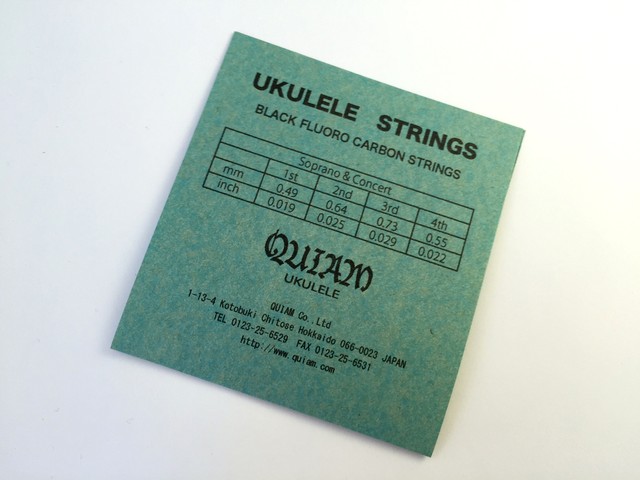 UKULELE STRINGS
BLACK FLUORO CARBON STRINGS
Soprano & Concert
mm 1st 2nd 3rd 4th
inch 0.49 0.64 0.73 0.55
0.019 0.025 0.029 0.022
QUIAM
UKULELE
QUIAM Co.,Ltd
1-13-4 Kotobuki Chitose Hokkaido 066-0023 JAPAN
TEL 0123-25-6529 FAX 0123-25-6531
http://www.quiam.com